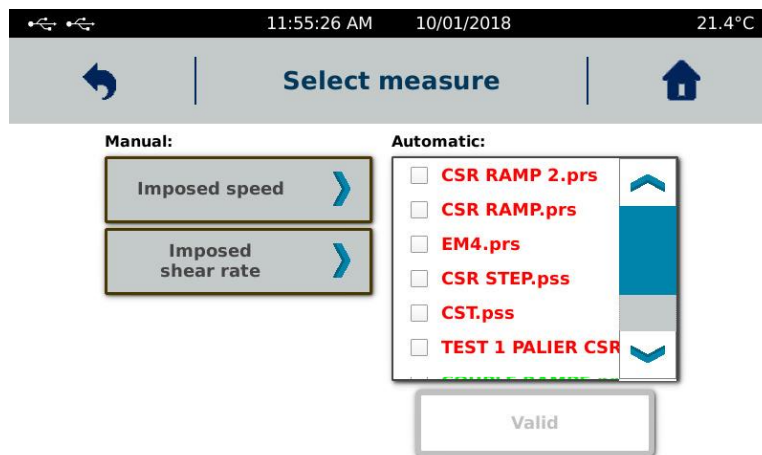 11:55:26 AM 10/01/2018 21.4°C
Select measure
Manual:
Imposed speed
Imposed
shear rate
Automatic:
CSR RAMP 2.prs
CSR RAMP.prs
EM4.prs
CSR STEP.pss
CST.pss
TEST 1 PALIER CSR
Valid